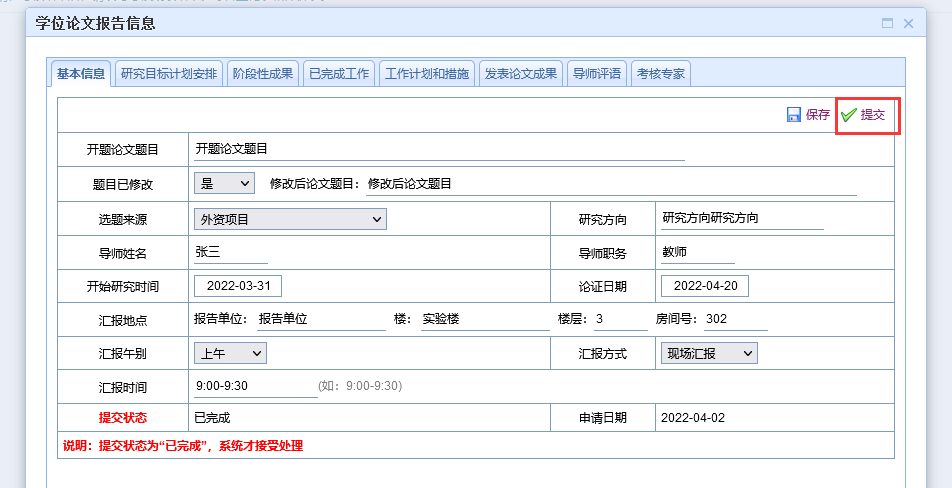 学位论文报告信息
基本信息 研究目标计划安排 阶段性成果 已完成工作 工作计划和措施 发表论文成果 导师评语 考核专家
保存 提交
开题论文题目 开题论文题目
题目已修改 是 修改后论文题目: 修改后论文题目
选题来源 外资项目 研究方向 研究方向研究方向
导师姓名 张三 导师职务 教师
开始研究时间 2022-03-31 论证日期 2022-04-20
汇报地点 报告单位: 报告单位 楼: 实验楼 楼层: 3 房间号: 302
汇报午别 上午 汇报方式 现场汇报
汇报时间 9:00-9:30 (如: 9:00-9:30)
提交状态 已完成 申请日期 2022-04-02
说明: 提交状态为“已完成”, 系统才接受处理